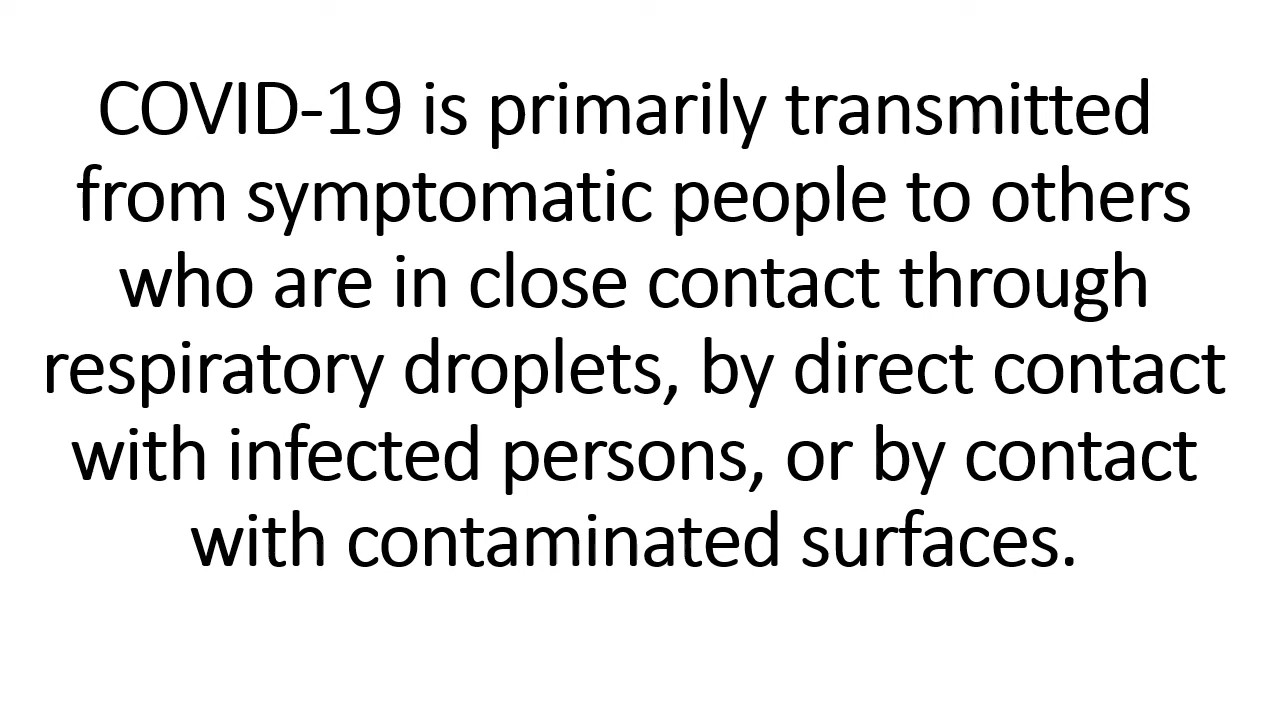 COVID-19 is primarily transmitted
from symptomatic people to others
who are in close contact through
respiratory droplets, by direct contact
with infected persons, or by contact
with contaminated surfaces.